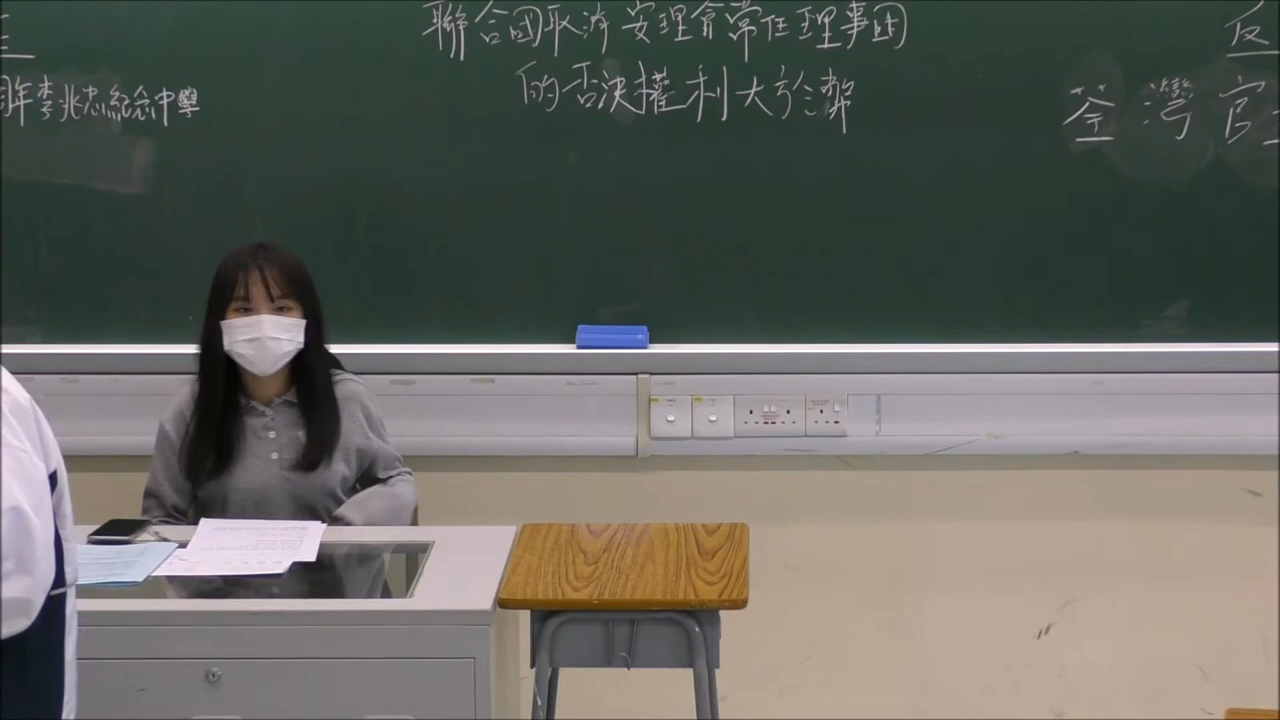 聯合國取消安理會常任理事國
的否決權利大於弊
李兆忠紀念中學
反
荃灣官